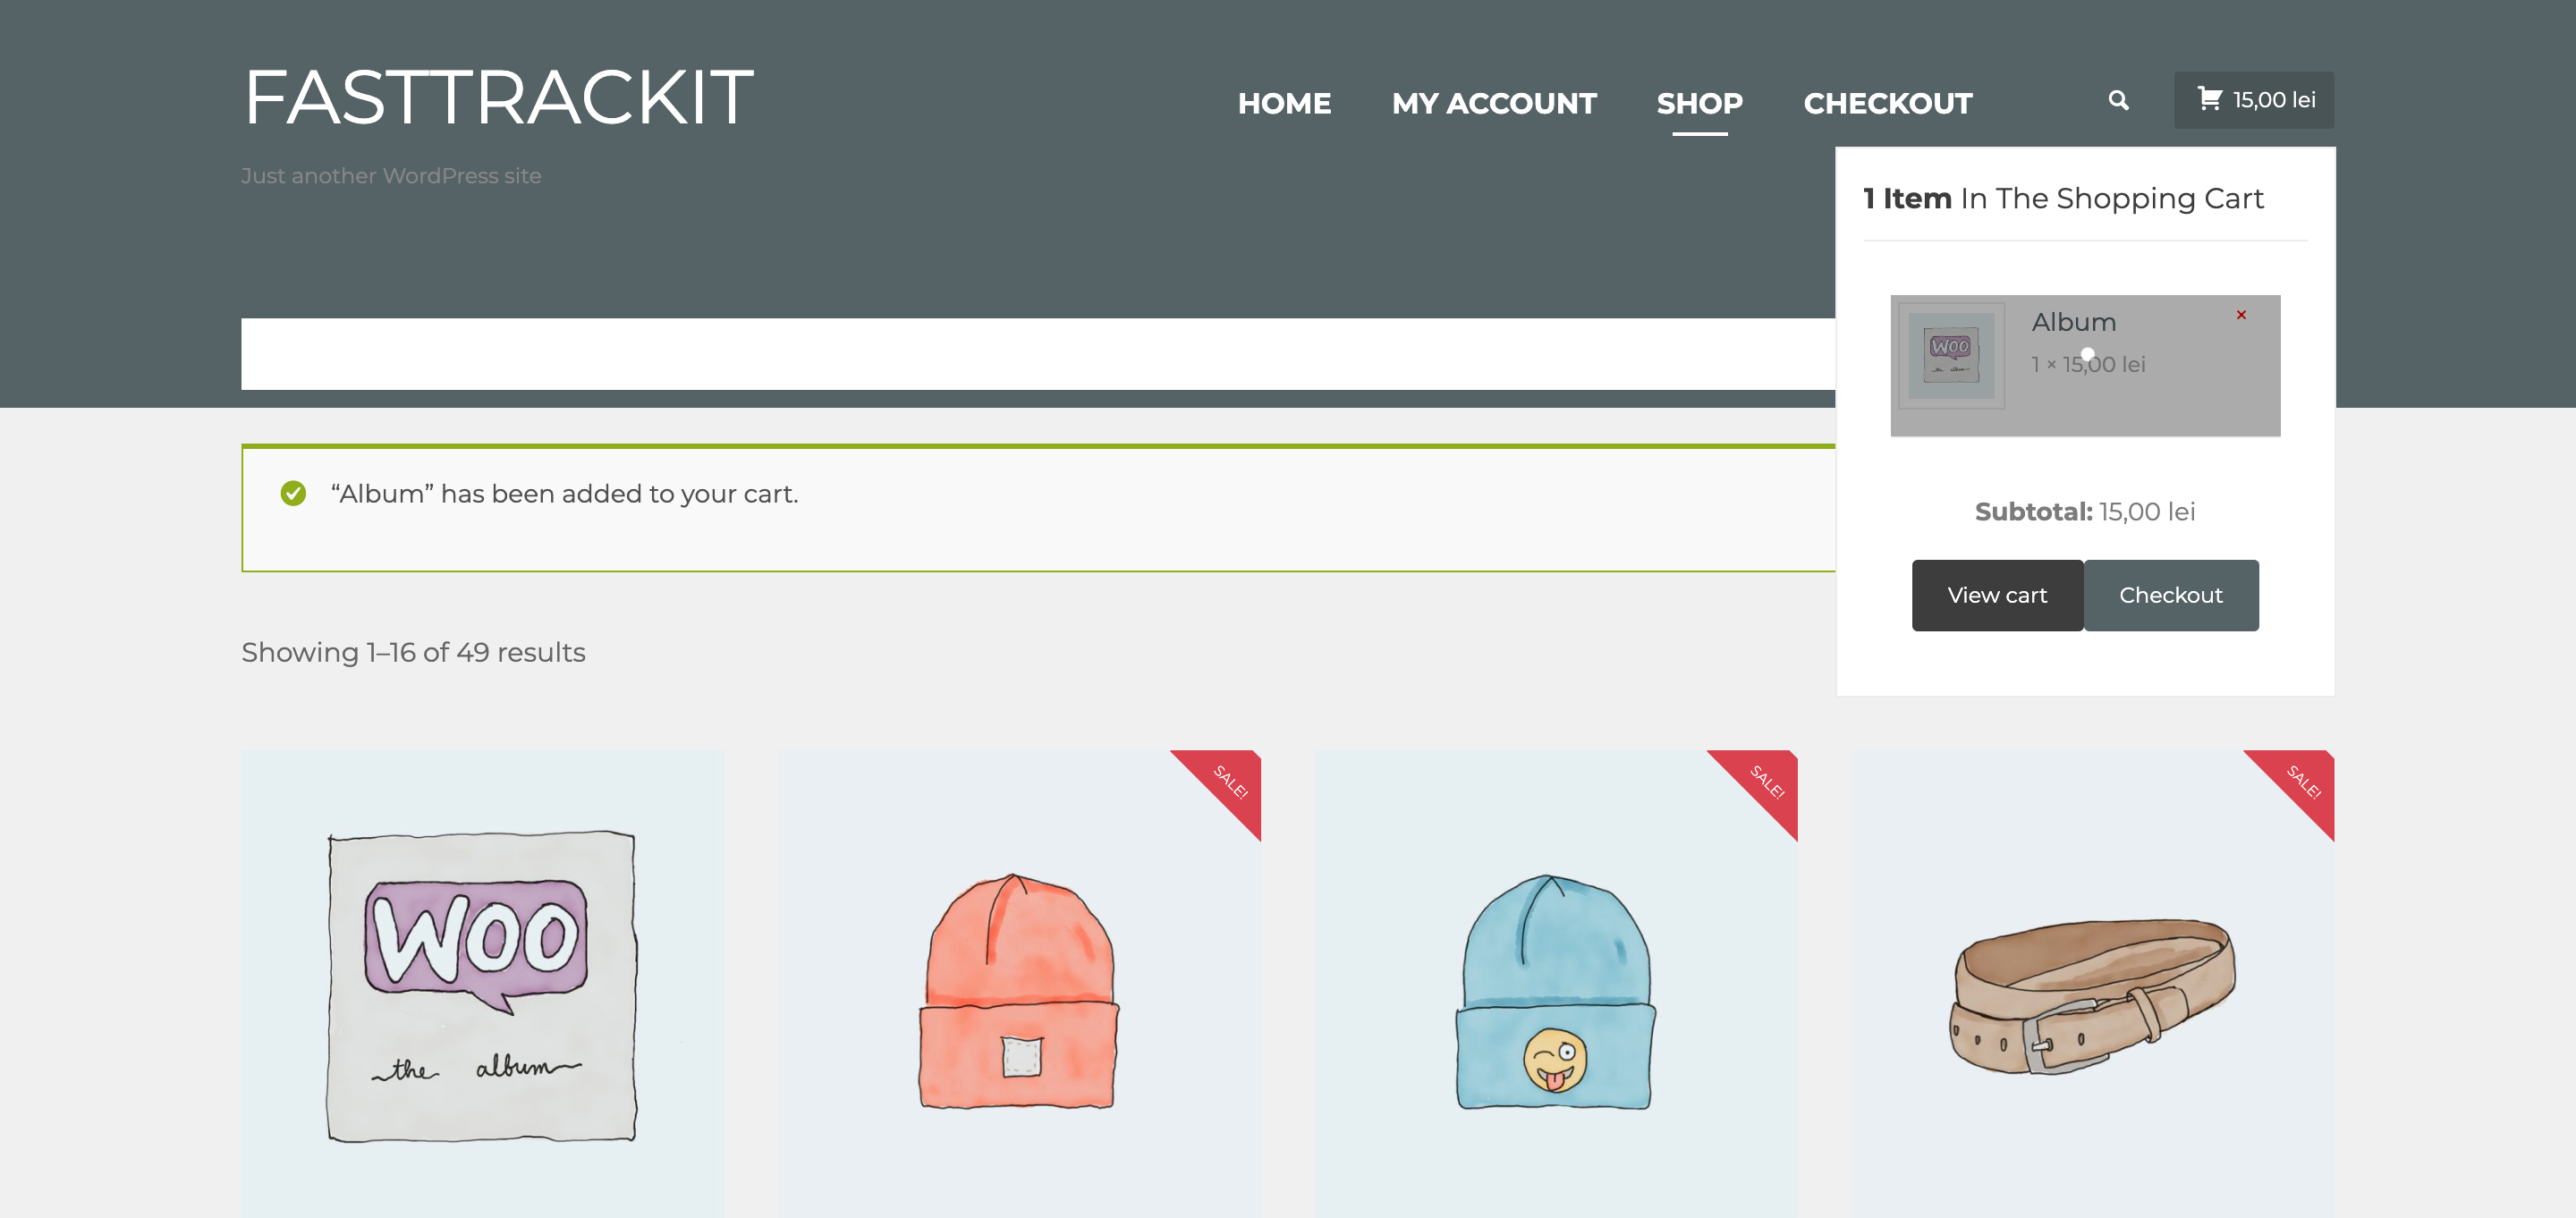 FASTTRACKIT
Just another WordPress site
HOME MY ACCOUNT SHOP CHECKOUT
15,00 lei
1 Item In The Shopping Cart
Album
×
1 × 15,00 lei
Subtotal: 15,00 lei
View cart Checkout
“Album” has been added to your cart.
Showing 1–16 of 49 results
WOO
the album
SALE!
SALE!
SALE!
WOO
the album